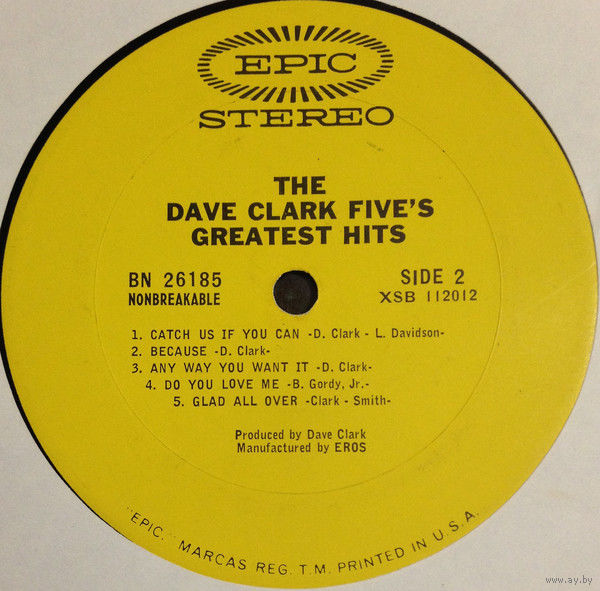 EPIC
STEREO
THE
DAVE CLARK FIVE'S
GREATEST HITS
BN 26185
NONBREAKABLE
SIDE 2
XSB 112012
1. CATCH US IF YOU CAN -D. Clark - L. Davidson-
2. BECAUSE -D. Clark-
3. ANY WAY YOU WANT IT -D. Clark-
4. DO YOU LOVE ME -B. Gordy, Jr.-
5. GLAD ALL OVER -Clark - Smith-
Produced by Dave Clark
Manufactured by EROS
"EPIC." MARCAS REG. T.M. PRINTED IN U.S.A.
www.ay.by